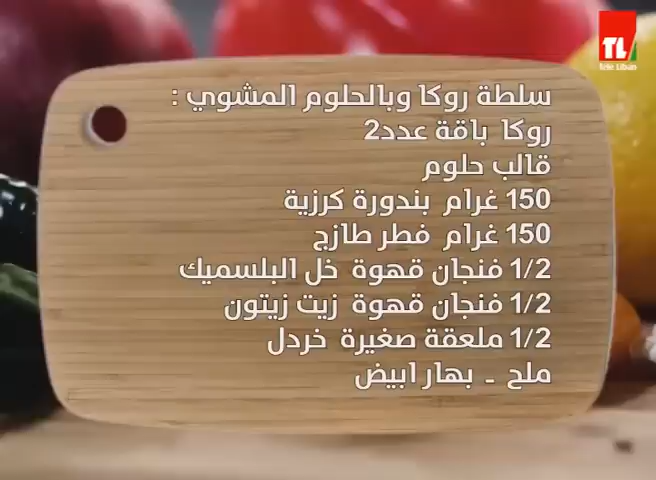 TL
Tele Liban
سلطة روكا وبالحلوم المشوي :
روكا باقة عدد2
قالب حلوم
150 غرام بندورة كرزية
150 غرام فطر طازج
1/2 فنجان قهوة خل البلسميك
1/2 فنجان قهوة زيت زيتون
1/2 ملعقة صغيرة خردل
ملح - بهار ابيض